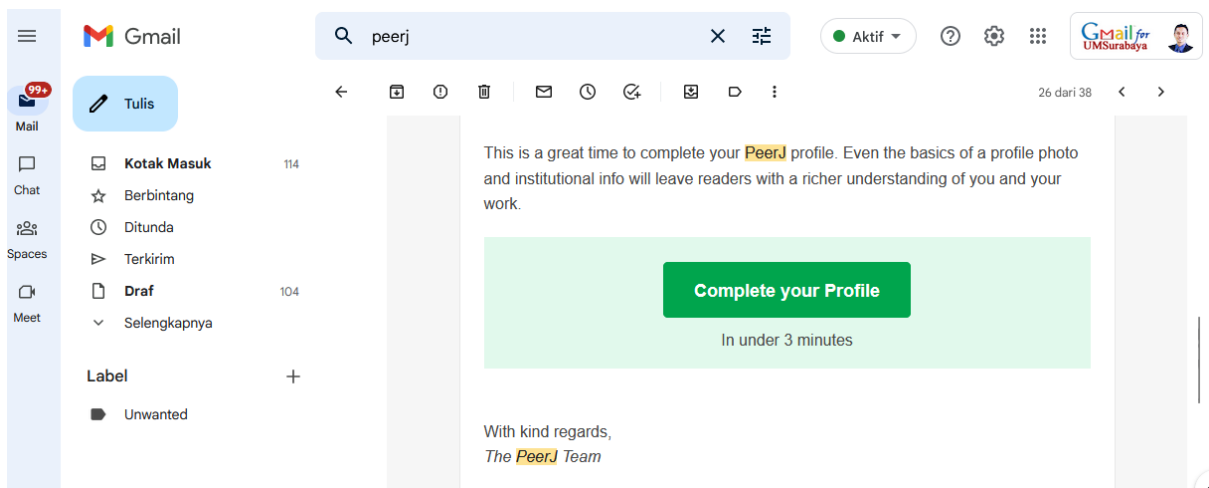 Gmail
peerj
Aktif
Gmail for
UMSurabaya
99+
Mail
Chat
Spaces
Meet
Tulis
Kotak Masuk 114
Berbintang
Ditunda
Terkirim
Draf 104
Selengkapnya
Label
Unwanted
26 dari 38
This is a great time to complete your PeerJ profile. Even the basics of a profile photo
and institutional info will leave readers with a richer understanding of you and your
work.
Complete your Profile
In under 3 minutes
With kind regards,
The PeerJ Team